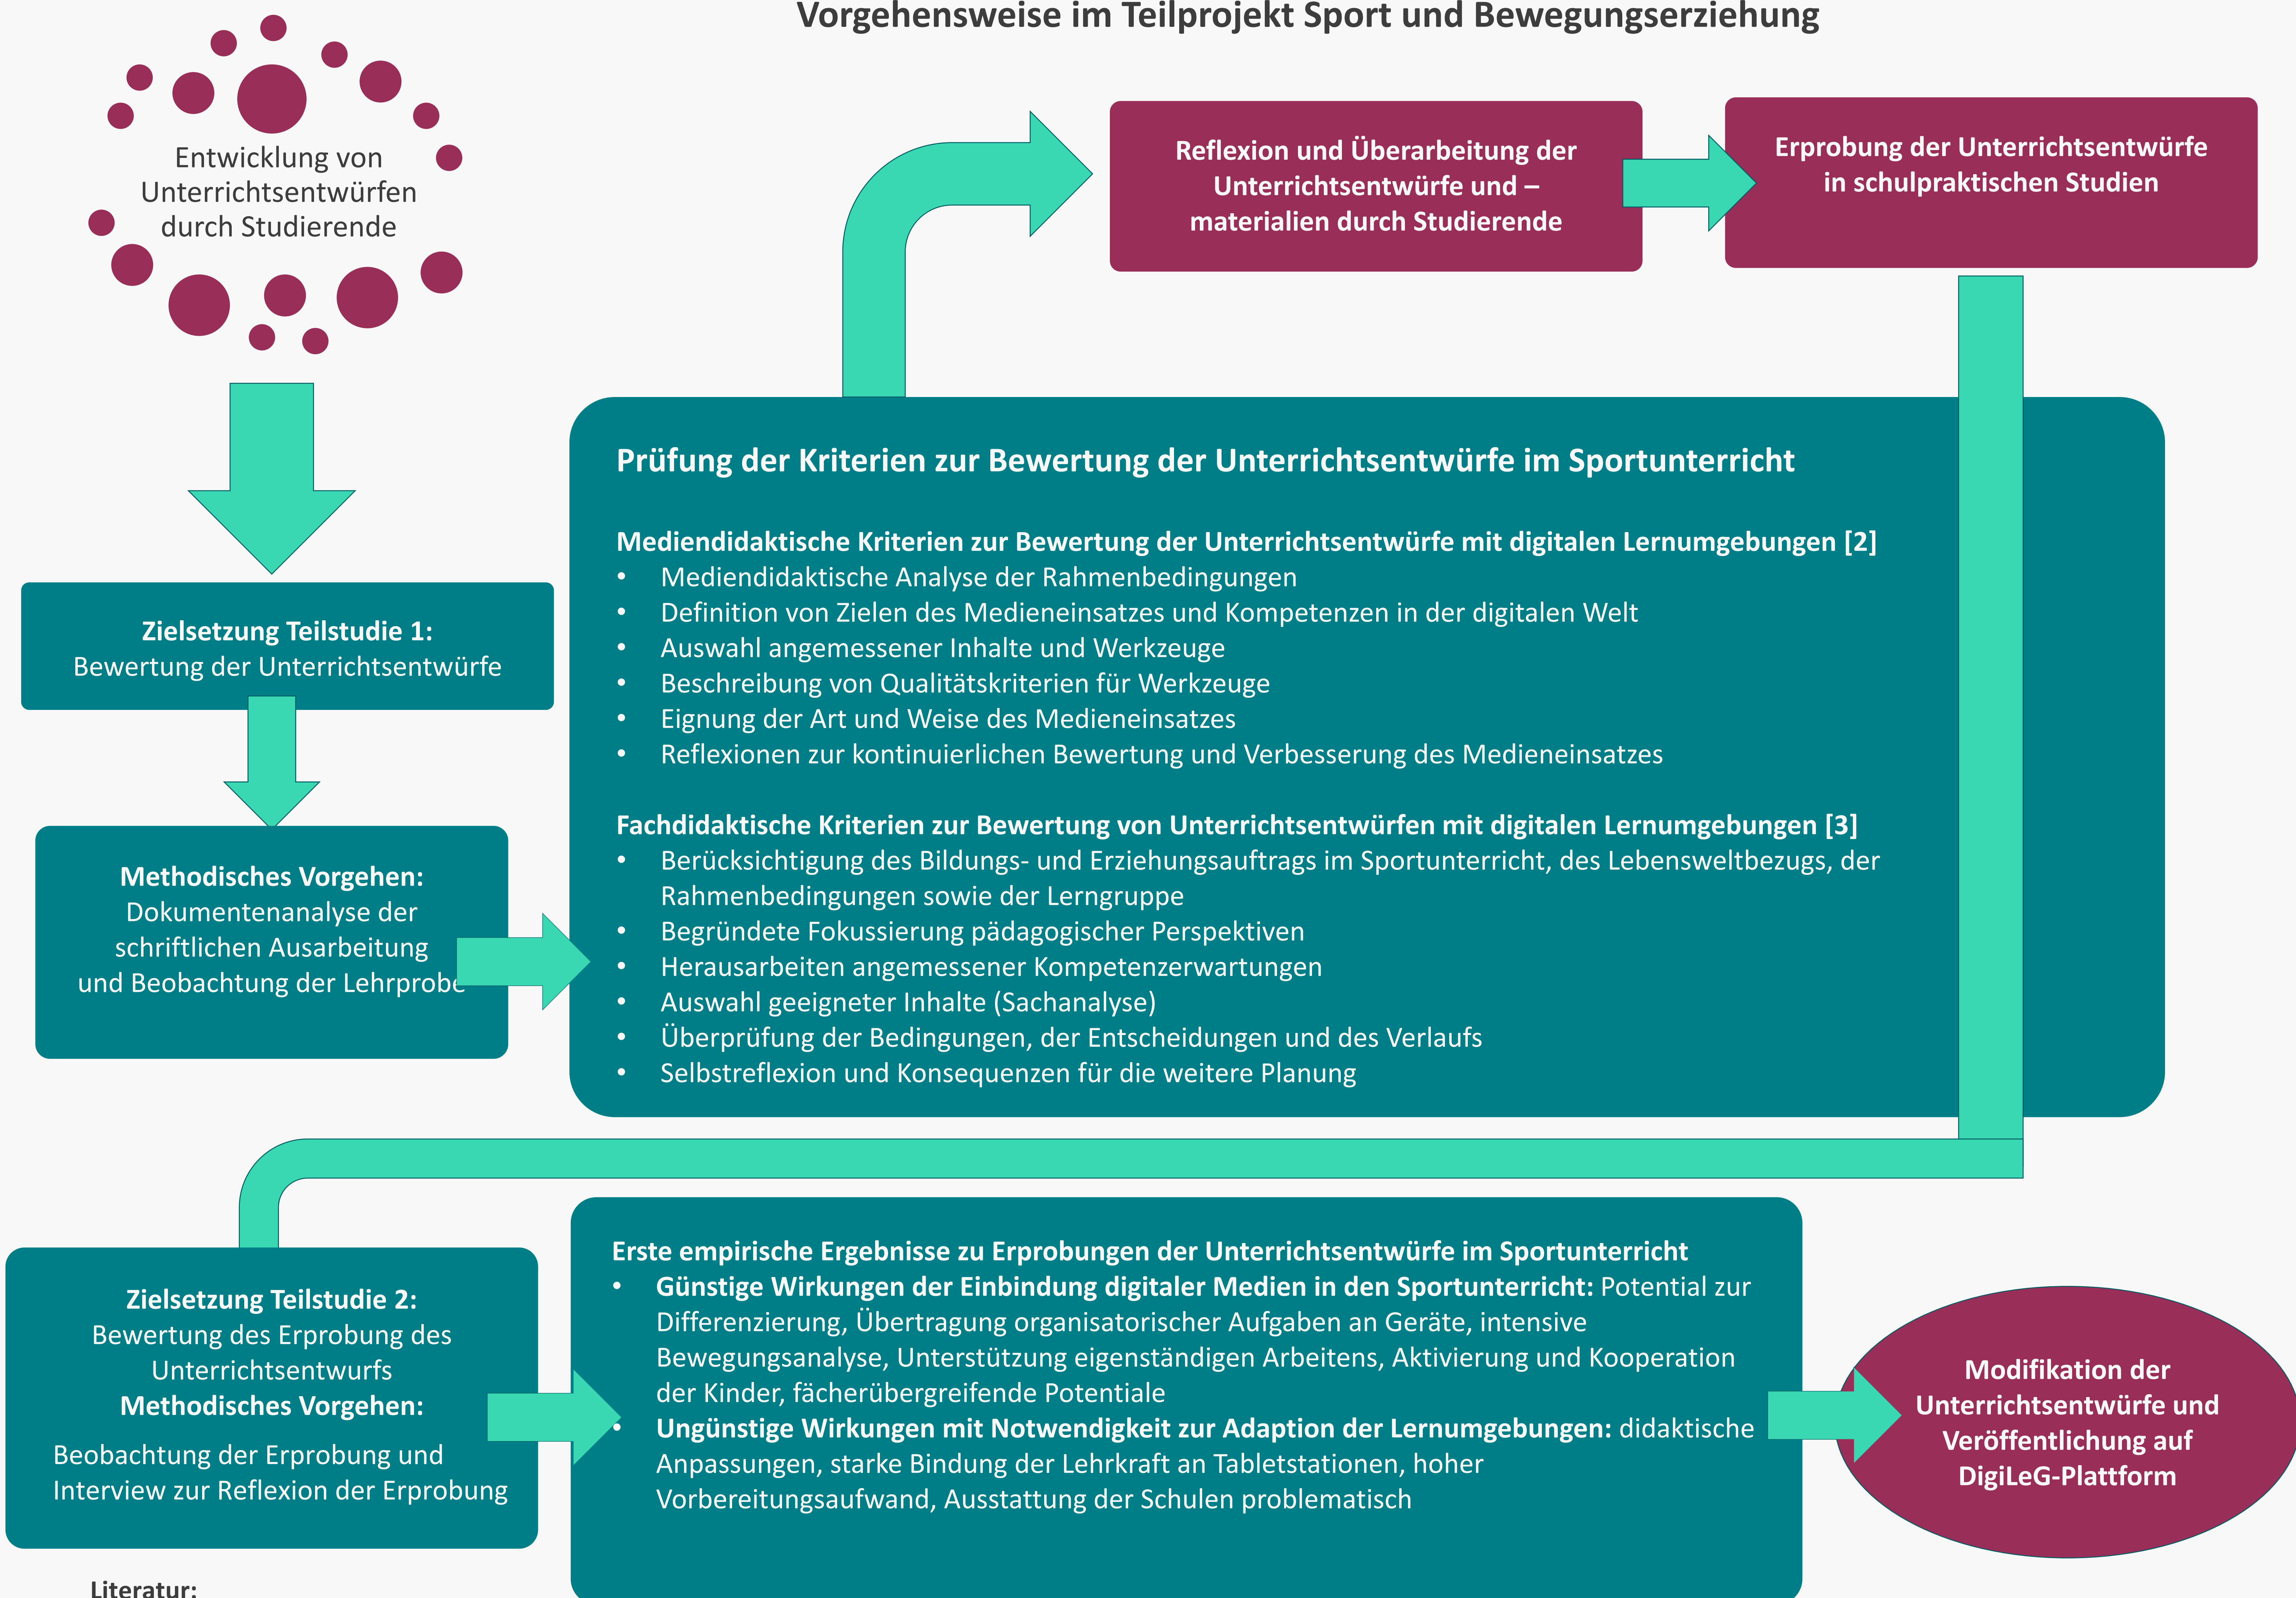 Vorgehensweise im Teilprojekt Sport und Bewegungserziehung
Entwicklung von
Unterrichtsentwürfen
durch Studierende
Reflexion und Überarbeitung der
Unterrichtsentwürfe und –
materialien durch Studierende
Erprobung der Unterrichtsentwürfe
in schulpraktischen Studien
Zielsetzung Teilstudie 1:
Bewertung der Unterrichtsentwürfe
Methodisches Vorgehen:
Dokumentenanalyse der
schriftlichen Ausarbeitung
und Beobachtung der Lehrprobe
Prüfung der Kriterien zur Bewertung der Unterrichtsentwürfe im Sportunterricht
Mediendidaktische Kriterien zur Bewertung der Unterrichtsentwürfe mit digitalen Lernumgebungen [2]
• Mediendidaktische Analyse der Rahmenbedingungen
• Definition von Zielen des Medieneinsatzes und Kompetenzen in der digitalen Welt
• Auswahl angemessener Inhalte und Werkzeuge
• Beschreibung von Qualitätskriterien für Werkzeuge
• Eignung der Art und Weise des Medieneinsatzes
• Reflexionen zur kontinuierlichen Bewertung und Verbesserung des Medieneinsatzes
Fachdidaktische Kriterien zur Bewertung von Unterrichtsentwürfen mit digitalen Lernumgebungen [3]
• Berücksichtigung des Bildungs- und Erziehungsauftrags im Sportunterricht, des Lebensweltbezugs, der
Rahmenbedingungen sowie der Lerngruppe
• Begründete Fokussierung pädagogischer Perspektiven
• Herausarbeiten angemessener Kompetenzerwartungen
• Auswahl geeigneter Inhalte (Sachanalyse)
• Überprüfung der Bedingungen, der Entscheidungen und des Verlaufs
• Selbstreflexion und Konsequenzen für die weitere Planung
Zielsetzung Teilstudie 2:
Bewertung des Erprobung des
Unterrichtsentwurfs
Methodisches Vorgehen:
Beobachtung der Erprobung und
Interview zur Reflexion der Erprobung
Erste empirische Ergebnisse zu Erprobungen der Unterrichtsentwürfe im Sportunterricht
• Günstige Wirkungen der Einbindung digitaler Medien in den Sportunterricht: Potential zur
Differenzierung, Übertragung organisatorischer Aufgaben an Geräte, intensive
Bewegungsanalyse, Unterstützung eigenständigen Arbeitens, Aktivierung und Kooperation
der Kinder, fächerübergreifende Potentiale
• Ungünstige Wirkungen mit Notwendigkeit zur Adaption der Lernumgebungen: didaktische
Anpassungen, starke Bindung der Lehrkraft an Tabletstationen, hoher
Vorbereitungsaufwand, Ausstattung der Schulen problematisch
Modifikation der
Unterrichtsentwürfe und
Veröffentlichung auf
DigiLeG-Plattform
Literatur: